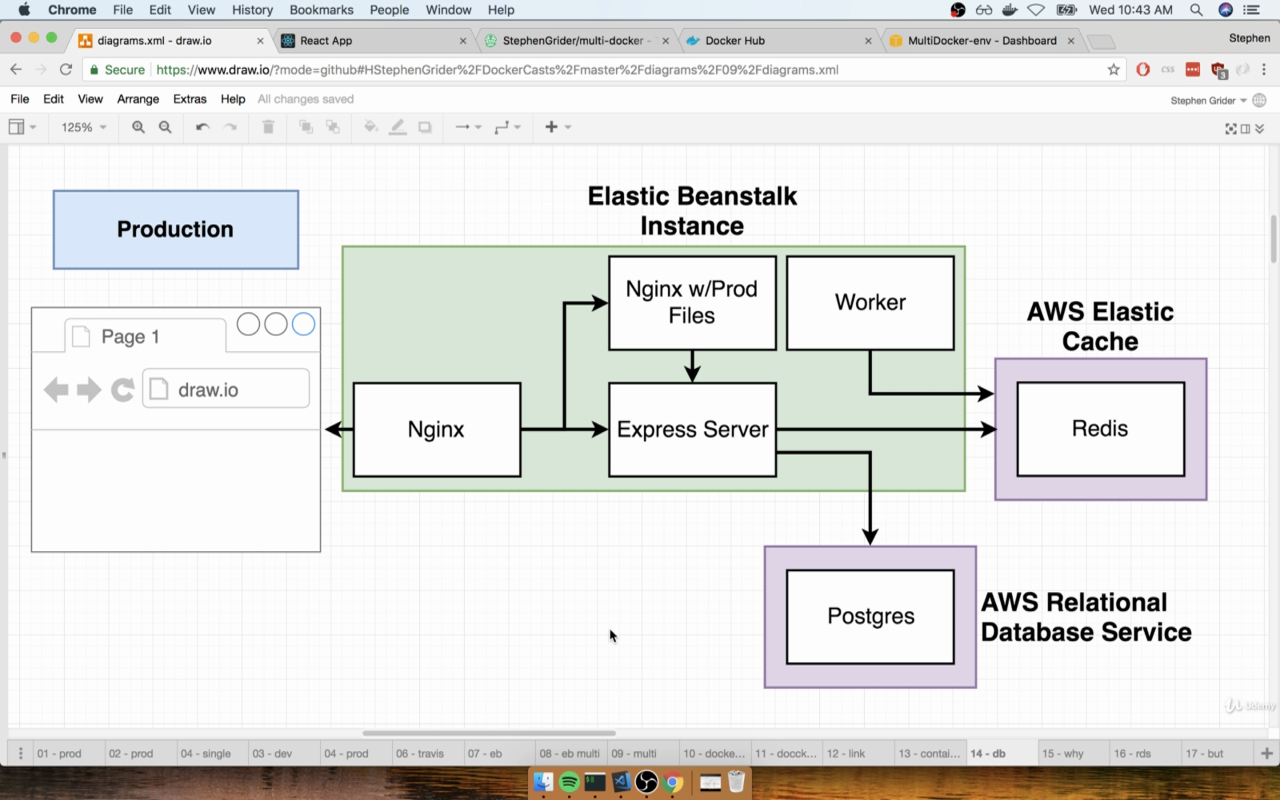 Chrome File Edit View History Bookmarks People Window Help Wed 10:43 AM
diagrams.xml - draw.io React App StephenGrider/multi-docker - Docker Hub MultiDocker-env - Dashboard Stephen
Secure https://www.draw.io/?mode=github#HStephenGrider%2FDockerCasts%2Fmaster%2Fdiagrams%2F09%2Fdiagrams.xml css 3
File Edit View Arrange Extras Help All changes saved Stephen Grider
125%
Production
Elastic Beanstalk
Instance
Nginx w/Prod
Files
Worker
AWS Elastic
Cache
Page 1
draw.io
Nginx
Express Server
Redis
Postgres
AWS Relational
Database Service
Udemy
01 - prod 02 - prod 04 - single 03 - dev 04 - prod 06 - travis 07 - eb 08 - eb multi 09 - multi 10 - docke... 11 - docck... 12 - link 13 - contai... 14 - db 15 - why 16 - rds 17 - but